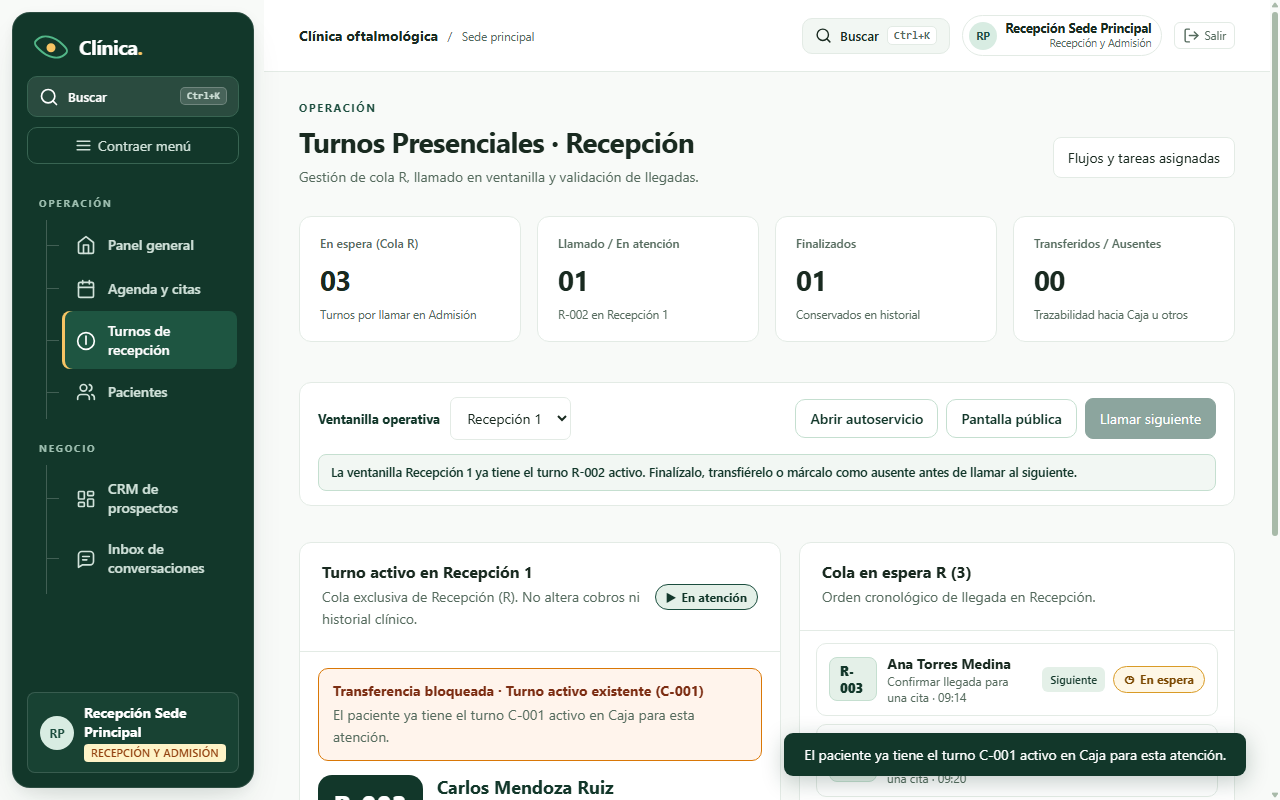 Clínica.
Buscar Ctrl+K
Contraer menú
OPERACIÓN
Panel general
Agenda y citas
Turnos de
recepción
Pacientes
NEGOCIO
CRM de
prospectos
Inbox de
conversaciones
RP
Recepción Sede
Principal
RECEPCIÓN Y ADMISIÓN
Clínica oftalmológica / Sede principal
Buscar Ctrl+K
RP
Recepción Sede Principal
Recepción y Admisión
Salir
OPERACIÓN
Turnos Presenciales · Recepción
Gestión de cola R, llamado en ventanilla y validación de llegadas.
Flujos y tareas asignadas
En espera (Cola R)
03
Turnos por llamar en Admisión
Llamado / En atención
01
R-002 en Recepción 1
Finalizados
01
Conservados en historial
Transferidos / Ausentes
00
Trazabilidad hacia Caja u otros
Ventanilla operativa
Recepción 1
Abrir autoservicio
Pantalla pública
Llamar siguiente
La ventanilla Recepción 1 ya tiene el turno R-002 activo. Finalízalo, transfiérelo o márcalo como ausente antes de llamar al siguiente.
Turno activo en Recepción 1
Cola exclusiva de Recepción (R). No altera cobros ni
historial clínico.
En atención
Transferencia bloqueada · Turno activo existente (C-001)
El paciente ya tiene el turno C-001 activo en Caja para esta
atención.
Carlos Mendoza Ruiz
Cola en espera R (3)
Orden cronológico de llegada en Recepción.
R-
003
Ana Torres Medina
Confirmar llegada para
una cita · 09:14
Siguiente
En espera
El paciente ya tiene el turno C-001 activo en Caja para esta atención.
una cita · 09:20